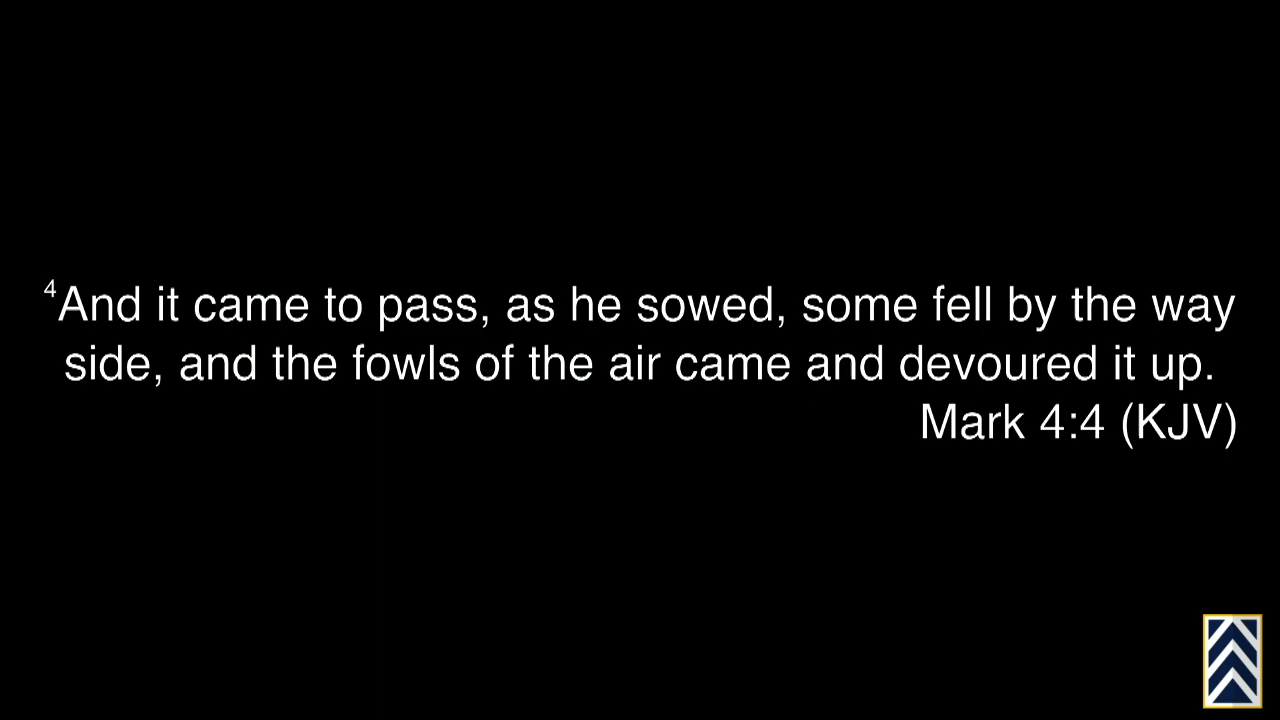 4And it came to pass, as he sowed, some fell by the way
side, and the fowls of the air came and devoured it up.
Mark 4:4 (KJV)